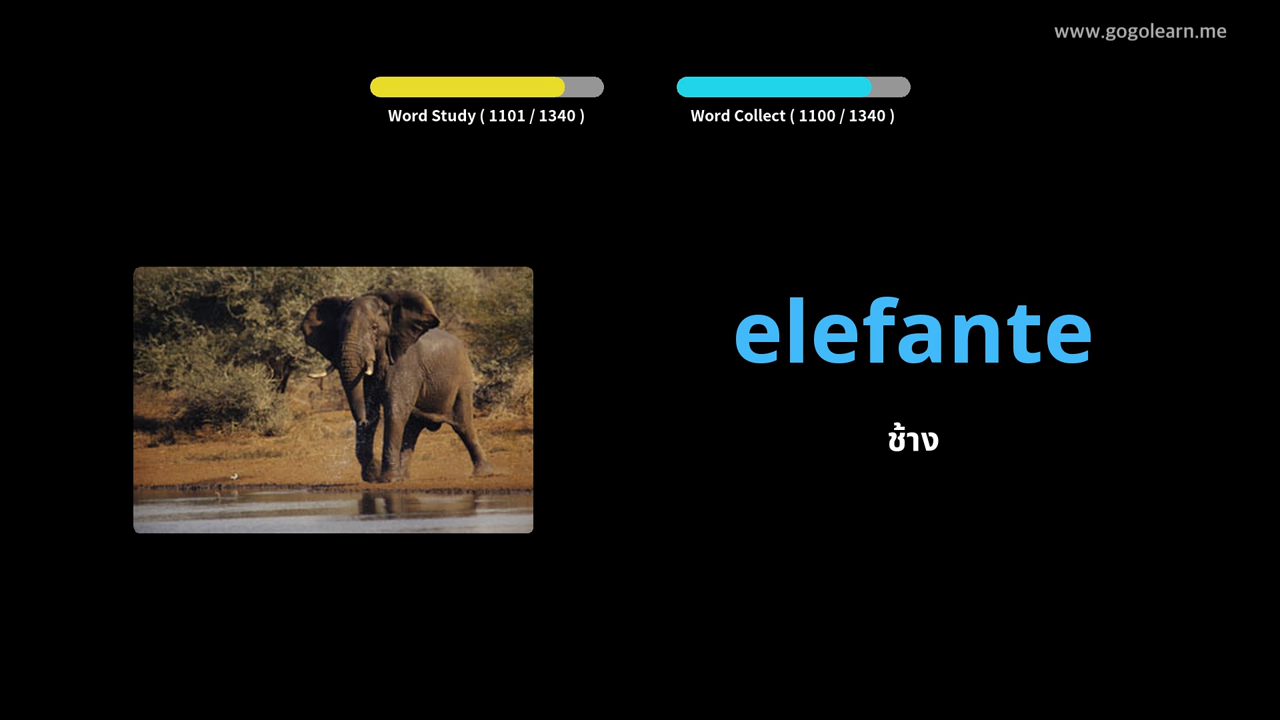 www.gogolearn.me
Word Study ( 1101 / 1340 )
Word Collect ( 1100 / 1340 )
elefante
ช้าง